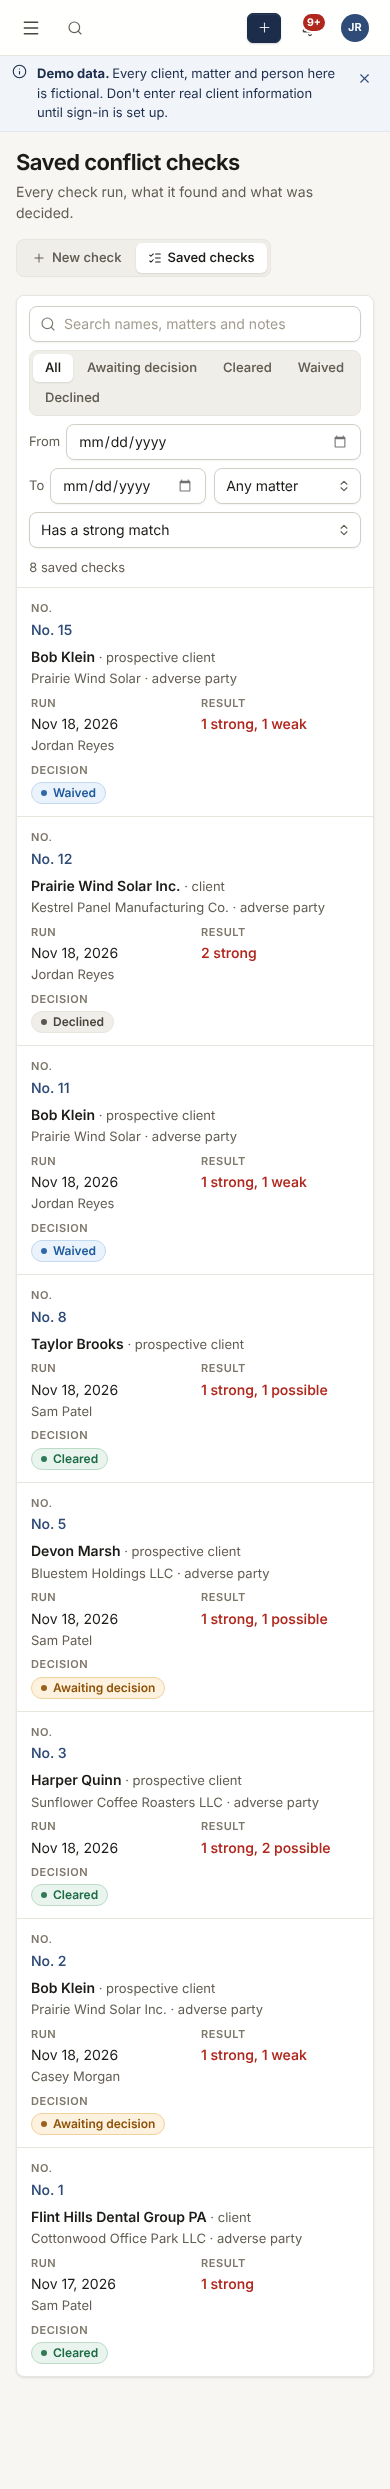 9+
JR
Demo data. Every client, matter and person here
is fictional. Don't enter real client information
until sign-in is set up.
Saved conflict checks
Every check run, what it found and what was
decided.
New check
Saved checks
Search names, matters and notes
All Awaiting decision Cleared Waived
Declined
From mm/dd/yyyy
To mm/dd/yyyy Any matter
Has a strong match
8 saved checks
NO.
No. 15
Bob Klein · prospective client
Prairie Wind Solar · adverse party
RUN RESULT
Nov 18, 2026 1 strong, 1 weak
Jordan Reyes
DECISION
Waived
NO.
No. 12
Prairie Wind Solar Inc. · client
Kestrel Panel Manufacturing Co. · adverse party
RUN RESULT
Nov 18, 2026 2 strong
Jordan Reyes
DECISION
Declined
NO.
No. 11
Bob Klein · prospective client
Prairie Wind Solar · adverse party
RUN RESULT
Nov 18, 2026 1 strong, 1 weak
Jordan Reyes
DECISION
Waived
NO.
No. 8
Taylor Brooks · prospective client
RUN RESULT
Nov 18, 2026 1 strong, 1 possible
Sam Patel
DECISION
Cleared
NO.
No. 5
Devon Marsh · prospective client
Bluestem Holdings LLC · adverse party
RUN RESULT
Nov 18, 2026 1 strong, 1 possible
Sam Patel
DECISION
Awaiting decision
NO.
No. 3
Harper Quinn · prospective client
Sunflower Coffee Roasters LLC · adverse party
RUN RESULT
Nov 18, 2026 1 strong, 2 possible
DECISION
Cleared
NO.
No. 2
Bob Klein · prospective client
Prairie Wind Solar Inc. · adverse party
RUN RESULT
Nov 18, 2026 1 strong, 1 weak
Casey Morgan
DECISION
Awaiting decision
NO.
No. 1
Flint Hills Dental Group PA · client
Cottonwood Office Park LLC · adverse party
RUN RESULT
Nov 17, 2026 1 strong
Sam Patel
DECISION
Cleared